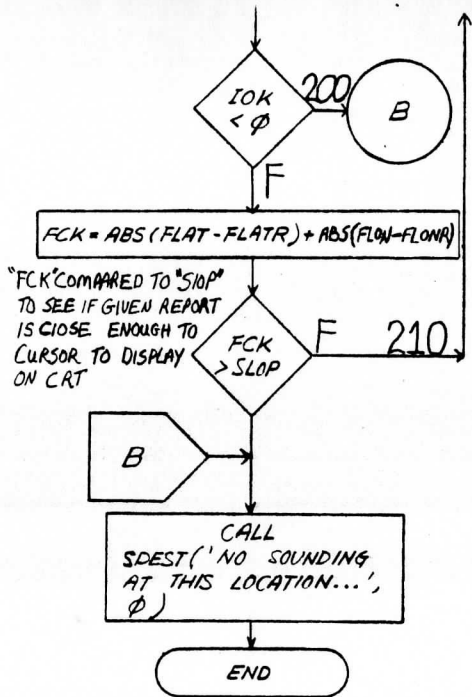 IOK
< Ø
200
B
F
FCK = ABS(FLAT-FLATR) + ABS(FLON-FLONR)
"FCK" COMPARED TO "SlOP"
TO SEE IF GIVEN REPORT
IS CLOSE ENOUGH TO
CURSOR TO DISPLAY
ON CRT
FCK
> SLOP
F
210
B
CALL
SDEST('NO SOUNDING
AT THIS LOCATION...',
Ø)
END